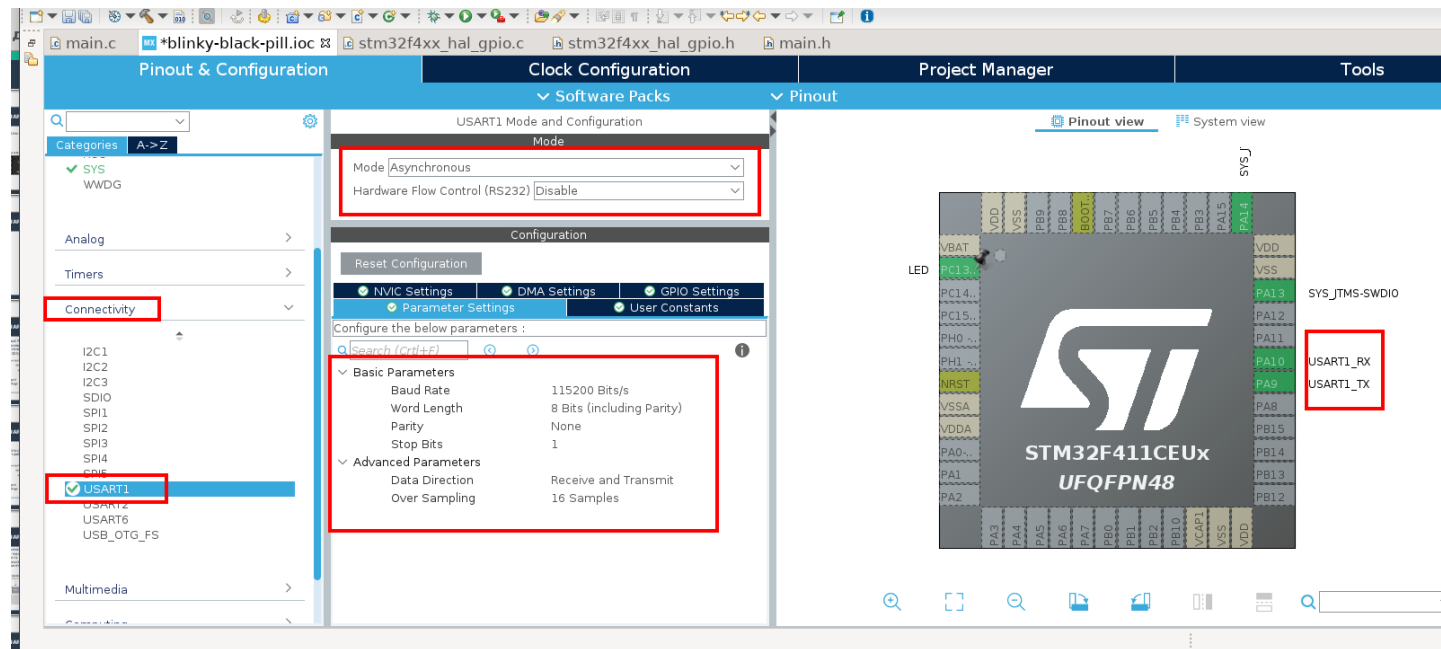 main.c *blinky-black-pill.ioc stm32f4xx_hal_gpio.c stm32f4xx_hal_gpio.h main.h
Pinout & Configuration Clock Configuration Project Manager Tools
Software Packs Pinout
Categories A->Z
SYS
WWDG
Analog
Timers
Connectivity
I2C1
I2C2
I2C3
SDIO
SPI1
SPI2
SPI3
SPI4
SPI5
USART1
USART2
USART6
USB_OTG_FS
Multimedia
Computing
USART1 Mode and Configuration
Mode
Mode Asynchronous
Hardware Flow Control (RS232) Disable
Configuration
Reset Configuration
NVIC Settings DMA Settings GPIO Settings
Parameter Settings User Constants
Configure the below parameters :
Search (Crtl+F)
Basic Parameters
Baud Rate 115200 Bits/s
Word Length 8 Bits (including Parity)
Parity None
Stop Bits 1
Advanced Parameters
Data Direction Receive and Transmit
Over Sampling 16 Samples
Pinout view System view
SYS_J
VDD VSS PB9 PB8 BOOT.. PB7 PB6 PB5 PB4 PB3 PA15 PA14
VBAT VDD
LED PC13.. VSS
PC14.. PA13 SYS_JTMS-SWDIO
PC15.. PA12
PH0 -.. PA11
PH1 -.. PA10 USART1_RX
NRST PA9 USART1_TX
VSSA PA8
VDDA PB15
PA0-.. PB14
PA1 PB13
PA2 PB12
STM32F411CEUx
UFQFPN48
PA3 PA4 PA5 PA6 PA7 PB0 PB1 PB2 PB10 VCAP1 VSS VDD